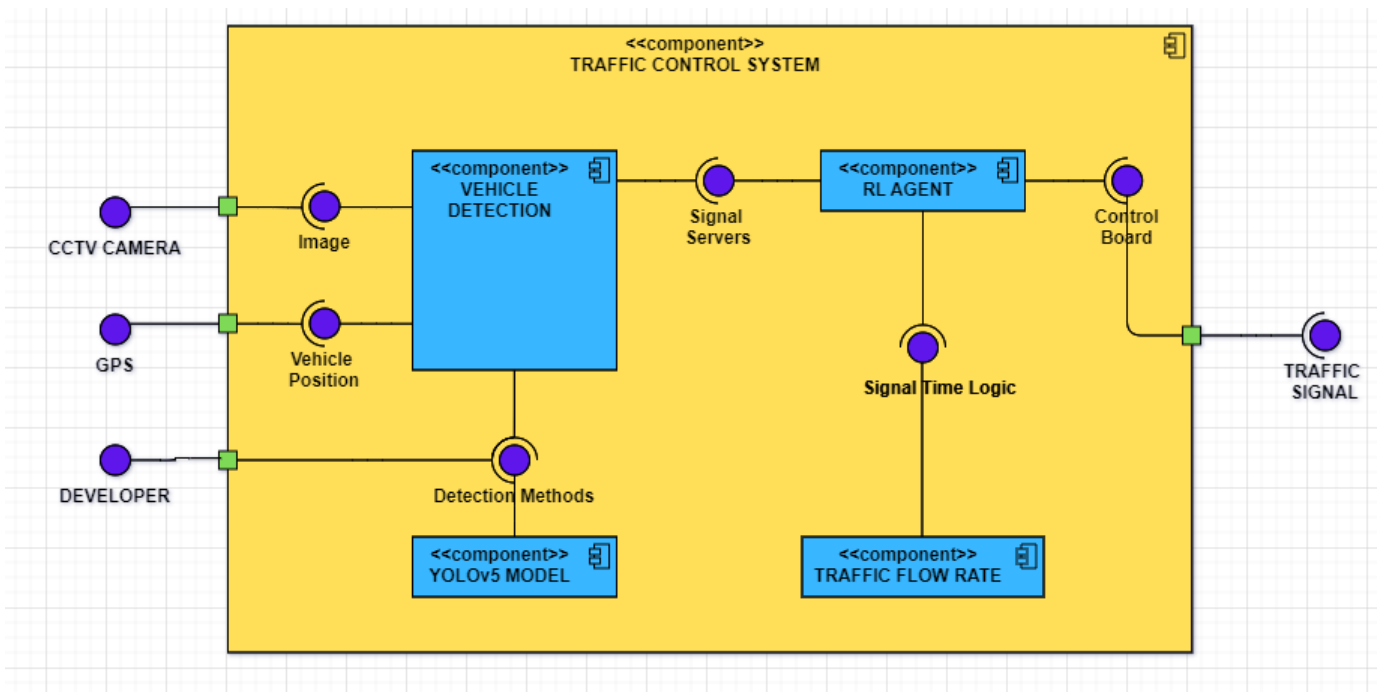 <<component>>
TRAFFIC CONTROL SYSTEM
<<component>>
VEHICLE
DETECTION
<<component>>
RL AGENT
CCTV CAMERA
Image
Signal
Servers
Control
Board
GPS
Vehicle
Position
Signal Time Logic
TRAFFIC
SIGNAL
DEVELOPER
Detection Methods
<<component>>
YOLOv5 MODEL
<<component>>
TRAFFIC FLOW RATE